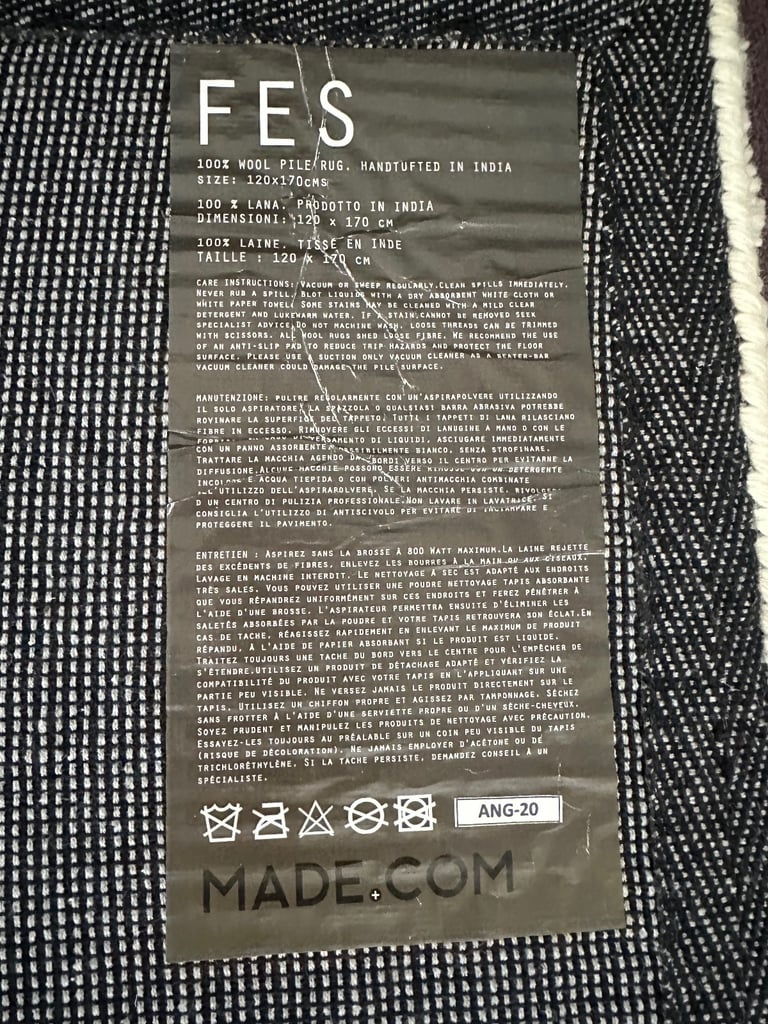 FES
100% WOOL PILE RUG. HANDTUFTED IN INDIA
SIZE: 120x170CMS
100 % LANA. PRODOTTO IN INDIA
DIMENSIONI: 120 x 170 CM
100% LAINE. TISSÉ EN INDE
TAILLE : 120 x 170 CM
CARE INSTRUCTIONS: VACUUM OR SWEEP REGULARLY.CLEAN SPILLS IMMEDIATELY.
NEVER RUB A SPILL. BLOT LIQUIDS WITH A DRY ABSORBENT WHITE CLOTH OR
WHITE PAPER TOWEL. SOME STAINS MAY BE CLEANED WITH A MILD CLEAR
DETERGENT AND LUKEWARM WATER. IF A STAIN CANNOT BE REMOVED SEEK
SPECIALIST ADVICE.DO NOT MACHINE WASH. LOOSE THREADS CAN BE TRIMMED
WITH SCISSORS. ALL WOOL RUGS SHED LOOSE FIBRE. WE RECOMMEND THE USE
OF AN ANTI-SLIP PAD TO REDUCE TRIP HAZARDS AND PROTECT THE FLOOR
SURFACE. PLEASE USE A SUCTION ONLY VACUUM CLEANER AS A BEATER-BAR
VACUUM CLEANER COULD DAMAGE THE PILE SURFACE.
MANUTENZIONE: PULIRE REGOLARMENTE CON UN'ASPIRAPOLVERE UTILIZZANDO
IL SOLO ASPIRATORE. LA SPAZZOLA O QUALSIASI BARRA ABRASIVA POTREBBE
ROVINARE LA SUPERFICE DEL TAPPETO. TUTTI I TAPPETI DI LANA RILASCIANO
FIBRE IN ECCESSO. RIMUOVERE GLI ECCESSI DI LANUGINE A MANO O CON LE
DI LIQUIDI, ASCIUGARE IMMEDIATAMENTE
CON UN PANNO ASSORBENTE, POSSIBILMENTE BIANCO, SENZA STROFINARE.
TRATTARE LA MACCHIA AGENDO DAI BORDI VERSO IL CENTRO PER EVITARNE LA
DIFFUSIONE.ALCUNE MACCHIE POSSONO ESSERE CON UN DETERGENTE
E ACQUA TIEPIDA O CON POLVERI ANTIMACCHIA COMBINATE
ALL'UTILIZZO DELL'ASPIRAPOLVERE. SE LA MACCHIA PERSISTE,
D UN CENTRO DI PULIZIA PROFESSIONALE.NON LAVARE IN LAVATRICE. SI
CONSIGLIA L'UTILIZZO DI ANTISCIVOLO PER EVITARE DI INCIAMPARE E
PROTEGGERE IL PAVIMENTO.
ENTRETIEN : ASPIREZ SANS LA BROSSE À 800 WATT MAXIMUM.LA LAINE REJETTE
DES EXCÉDENTS DE FIBRES, ENLEVEZ LES BOURRES À LA MAIN OU AUX CISEAUX.
LAVAGE EN MACHINE INTERDIT. LE NETTOYAGE À SEC EST ADAPTÉ AUX ENDROITS
TRÈS SALES. VOUS POUVEZ UTILISER UNE POUDRE NETTOYAGE TAPIS ABSORBANTE
QUE VOUS RÉPANDREZ UNIFORMÉMENT SUR CES ENDROITS ET FEREZ PÉNÉTRER À
L'AIDE D'UNE BROSSE. L'ASPIRATEUR PERMETTRA ENSUITE D'ÉLIMINER LES
SALETÉS ABSORBÉES PAR LA POUDRE ET VOTRE TAPIS RETROUVERA SON ÉCLAT.EN
CAS DE TACHE, RÉAGISSEZ RAPIDEMENT EN ENLEVANT LE MAXIMUM DE PRODUIT
RÉPANDU, À L'AIDE DE PAPIER ABSORBANT SI LE PRODUIT EST LIQUIDE.
TRAITEZ TOUJOURS UNE TACHE DU BORD VERS LE CENTRE POUR L'EMPÊCHER DE
S'ÉTENDRE.UTILISEZ UN PRODUIT DE DÉTACHAGE ADAPTÉ ET VÉRIFIEZ LA
COMPATIBILITÉ DU PRODUIT AVEC VOTRE TAPIS EN L'APPLIQUANT SUR UNE
PARTIE PEU VISIBLE. NE VERSEZ JAMAIS LE PRODUIT DIRECTEMENT SUR LE
TAPIS. UTILISEZ UN CHIFFON PROPRE ET AGISSEZ PAR TAMPONNAGE. SÉCHEZ
SANS FROTTER À L'AIDE D'UNE SERVIETTE PROPRE OU D'UN SÈCHE-CHEVEUX.
SOYEZ PRUDENT ET MANIPULEZ LES PRODUITS DE NETTOYAGE AVEC PRÉCAUTION.
ESSAYEZ-LES TOUJOURS AU PRÉALABLE SUR UN COIN PEU VISIBLE DU TAPIS
(RISQUE DE DÉCOLORATION). NE JAMAIS EMPLOYER D'ACÉTONE OU DE
TRICHLORÉTHYLÈNE. SI LA TACHE PERSISTE, DEMANDEZ CONSEIL À UN
SPÉCIALISTE.
ANG-20
MADE.COM